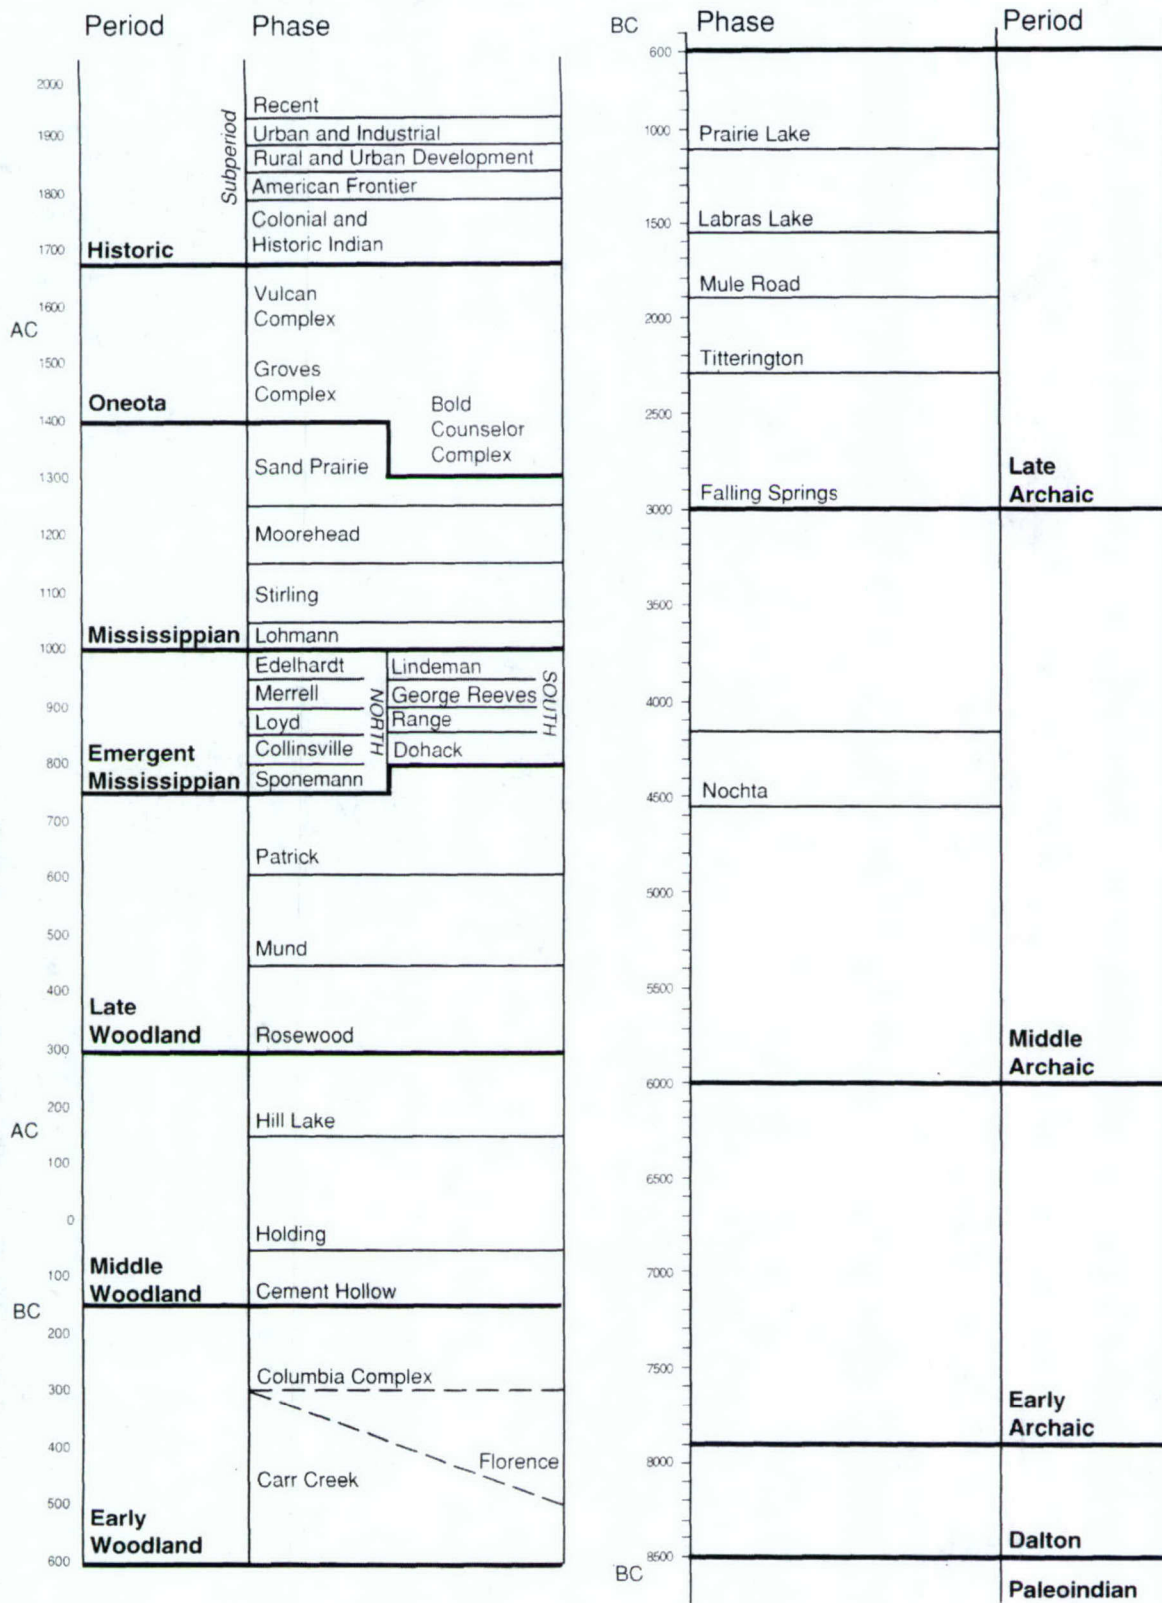 Period
Phase
2000
1900
1800
1700
1600
AC
1500
1400
1300
1200
1100
1000
900
800
700
600
500
400
300
200
AC
100
0
100
BC
200
300
400
500
600
Historic
Oneota
Mississippian
Emergent
Mississippian
Late
Woodland
Middle
Woodland
Early
Woodland
Subperiod
Recent
Urban and Industrial
Rural and Urban Development
American Frontier
Colonial and
Historic Indian
Vulcan
Complex
Groves
Complex
Bold
Counselor
Complex
Sand Prairie
Moorehead
Stirling
Lohmann
Edelhardt
Merrell
Loyd
Collinsville
Sponemann
NORTH
Lindeman
George Reeves
Range
Dohack
SOUTH
Patrick
Mund
Rosewood
Hill Lake
Holding
Cement Hollow
Columbia Complex
Florence
Carr Creek
BC
Phase
Period
600
1000
1500
2000
2500
3000
3500
4000
4500
5000
5500
6000
6500
7000
7500
8000
8500
BC
Prairie Lake
Labras Lake
Mule Road
Titterington
Falling Springs
Nochta
Late
Archaic
Middle
Archaic
Early
Archaic
Dalton
Paleoindian